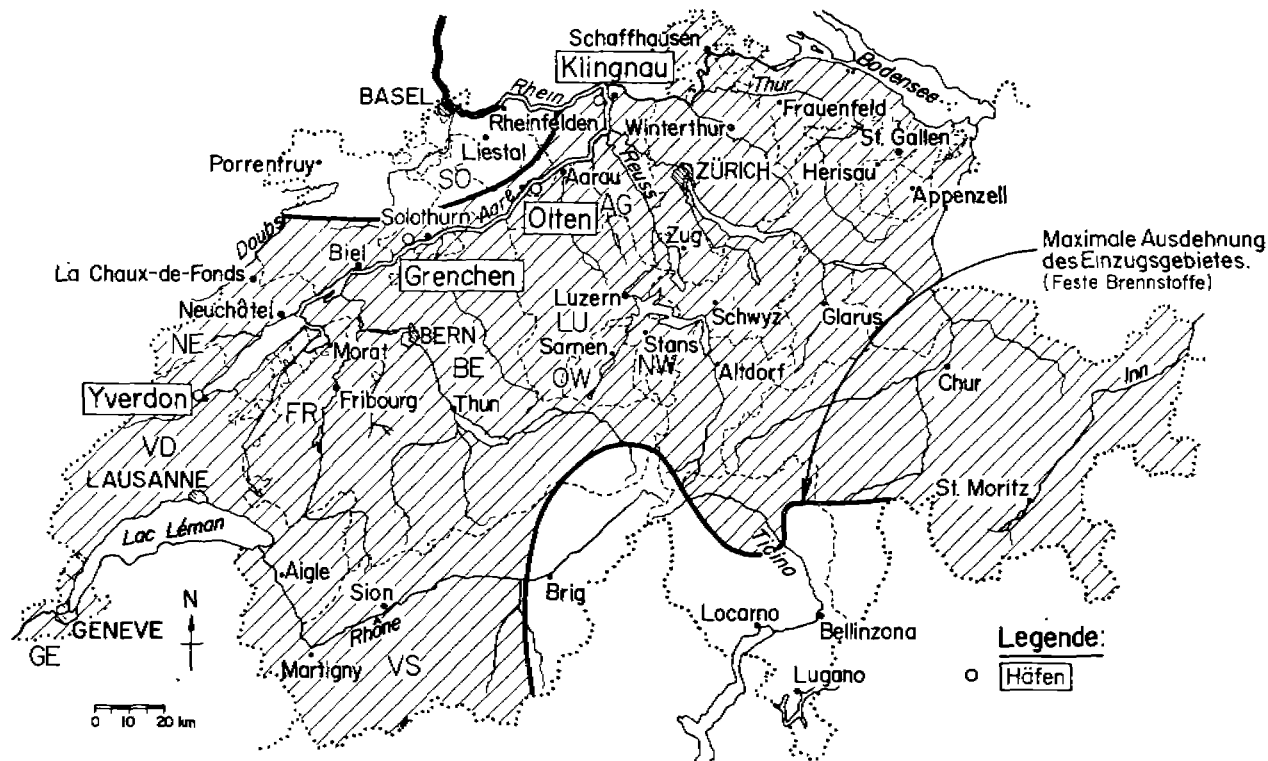 Schaffhausen
Klingnau
Bodensee
Thur
Rhein
BASEL
Frauenfeld
Rheinfelden
Winterthur
St. Gallen
Liestal
Porrentruy
Reuss
ZÜRICH
Herisau
SO
Aarau
Appenzell
Aare
AG
Olten
Solothurn
Doubs
Zug
Biel
Maximale Ausdehnung
des Einzugsgebietes.
(Feste Brennstoffe)
La Chaux-de-Fonds
Grenchen
Luzern
Neuchâtel
Schwyz
Glarus
LU
BERN
NE
Morat
Stans
Sarnen
BE
NW
OW
Altdorf
Inn
Chur
Yverdon
Fribourg
FR
Thun
VD
LAUSANNE
St. Moritz
Lac Léman
Ticino
Aigle
Brig
Sion
N
Rhône
Locarno
Bellinzona
GENEVE
GE
Legende:
Martigny
VS
Lugano
Häfen
0 10 20 km